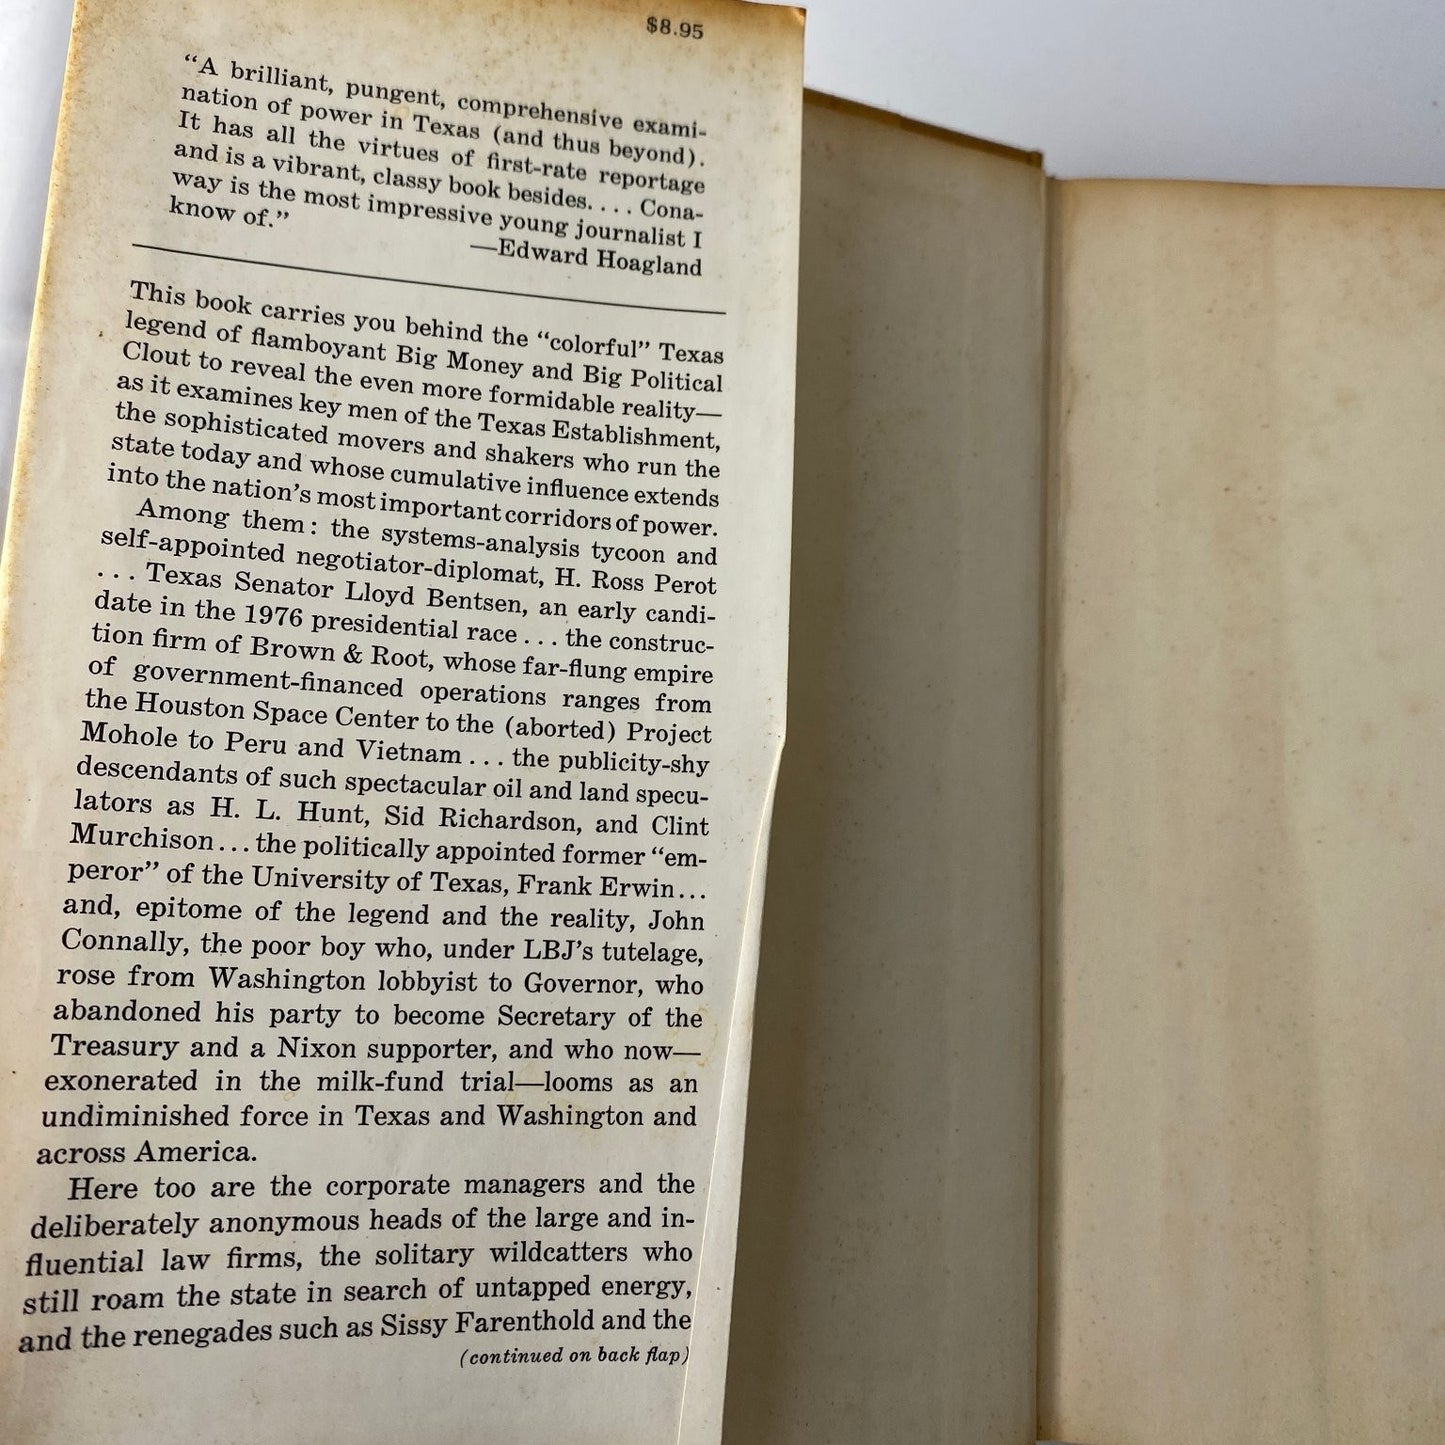 $8.95
“A brilliant, pungent, comprehensive exami-
nation of power in Texas (and thus beyond).
It has all the virtues of first-rate reportage
and is a vibrant, classy book besides. . . . Cona-
way is the most impressive young journalist I
know of.”
—Edward Hoagland
This book carries you behind the “colorful” Texas
legend of flamboyant Big Money and Big Political
Clout to reveal the even more formidable reality—
as it examines key men of the Texas Establishment,
the sophisticated movers and shakers who run the
state today and whose cumulative influence extends
into the nation’s most important corridors of power.
Among them: the systems-analysis tycoon and
self-appointed negotiator-diplomat, H. Ross Perot
. . . Texas Senator Lloyd Bentsen, an early candi-
date in the 1976 presidential race . . . the construc-
tion firm of Brown & Root, whose far-flung empire
of government-financed operations ranges from
the Houston Space Center to the (aborted) Project
Mohole to Peru and Vietnam . . . the publicity-shy
descendants of such spectacular oil and land specu-
lators as H. L. Hunt, Sid Richardson, and Clint
Murchison . . . the politically appointed former “em-
peror” of the University of Texas, Frank Erwin . . .
and, epitome of the legend and the reality, John
Connally, the poor boy who, under LBJ’s tutelage,
rose from Washington lobbyist to Governor, who
abandoned his party to become Secretary of the
Treasury and a Nixon supporter, and who now—
exonerated in the milk-fund trial—looms as an
undiminished force in Texas and Washington and
across America.
Here too are the corporate managers and the
deliberately anonymous heads of the large and in-
fluential law firms, the solitary wildcatters who
still roam the state in search of untapped energy,
and the renegades such as Sissy Farenthold and the
(continued on back flap)